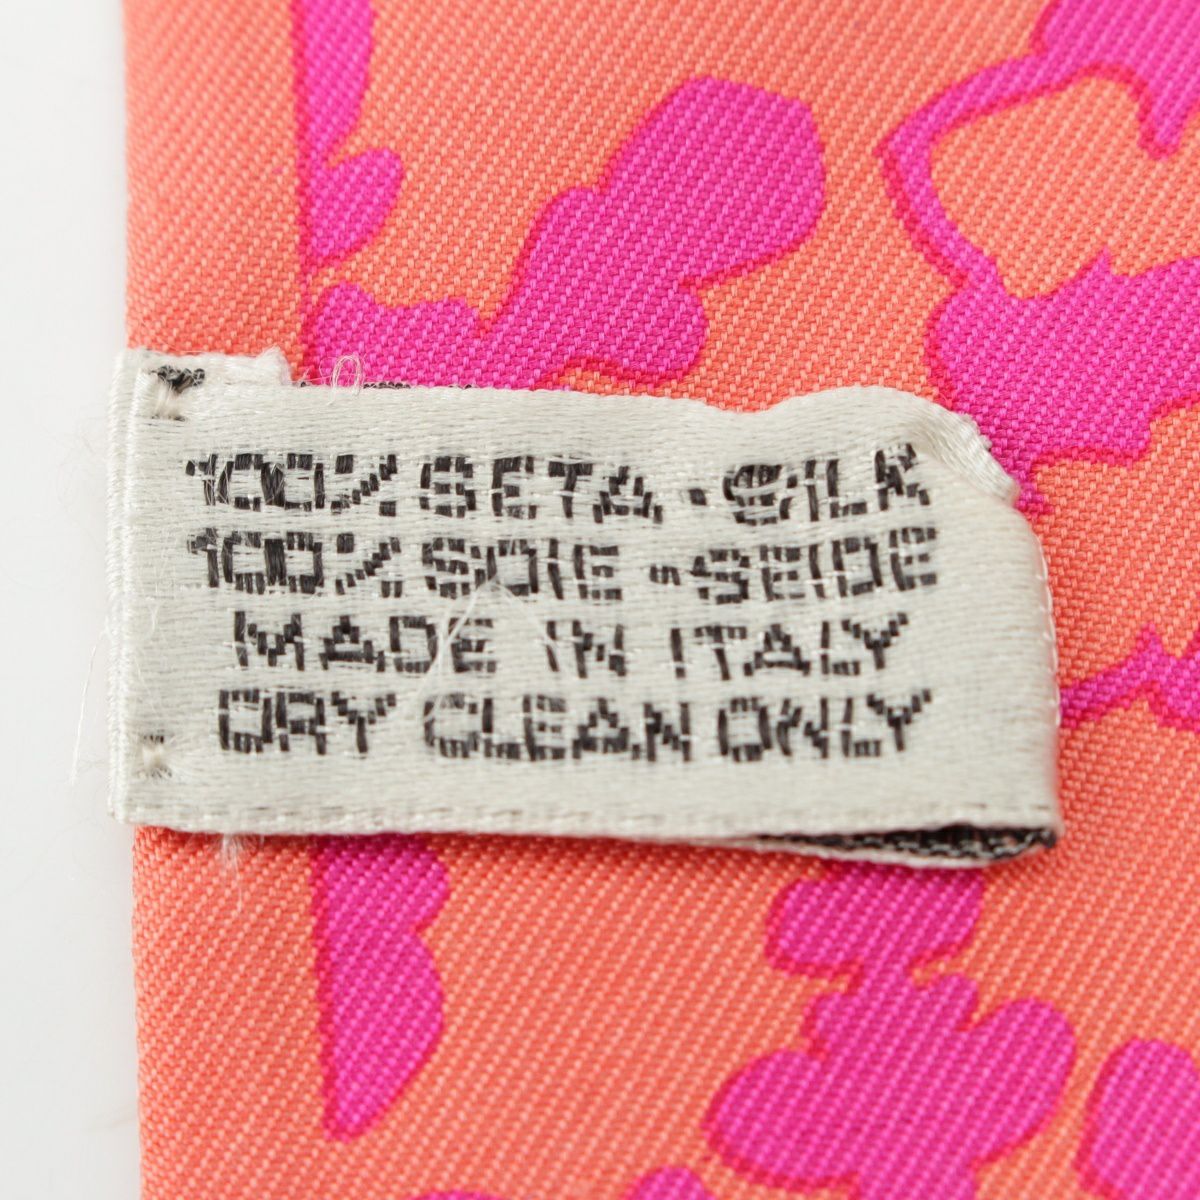 100% SETA - SILK
100% SOIE - SEIDE
MADE IN ITALY
DRY CLEAN ONLY